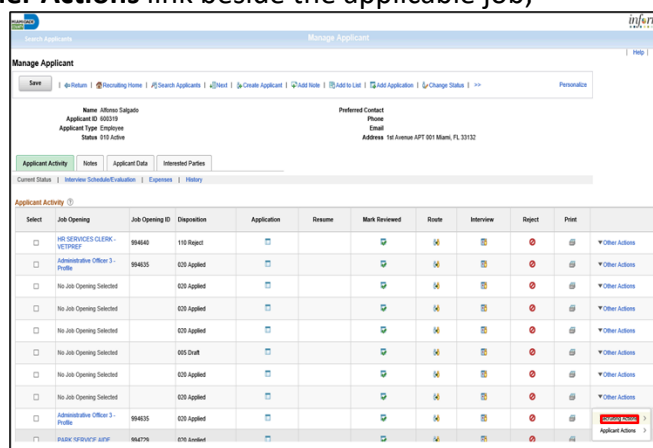 er Actions link beside the applicable job,
MIAMI-DADE
COUNTY
infor
Search Applicants
Manage Applicant
| Help |
Manage Applicant
Save | Return | Recruiting Home | Search Applicants | Next | Create Applicant | Add Note | Add to List | Add Application | Change Status | >> Personalize
Name Alfonso Salgado Preferred Contact
Applicant ID 600319 Phone
Applicant Type Employee Email
Status 010 Active Address 1st Avenue APT 001 Miami, FL 33132
Applicant Activity Notes Applicant Data Interested Parties
Current Status | Interview Schedule/Evaluation | Expenses | History
Applicant Activity
Select Job Opening Job Opening ID Disposition Application Resume Mark Reviewed Route Interview Reject Print
HR SERVICES CLERK - VETPREF 994640 110 Reject Other Actions
Administrative Officer 3 - Profile 994635 020 Applied Other Actions
No Job Opening Selected 020 Applied Other Actions
No Job Opening Selected 020 Applied Other Actions
No Job Opening Selected 020 Applied Other Actions
No Job Opening Selected 005 Draft Other Actions
No Job Opening Selected 020 Applied Other Actions
No Job Opening Selected 020 Applied Other Actions
Administrative Officer 3 - Profile 994635 020 Applied Recruiting Actions >
Applicant Actions >
PARK SERVICE AIDE 994779 020 Applied